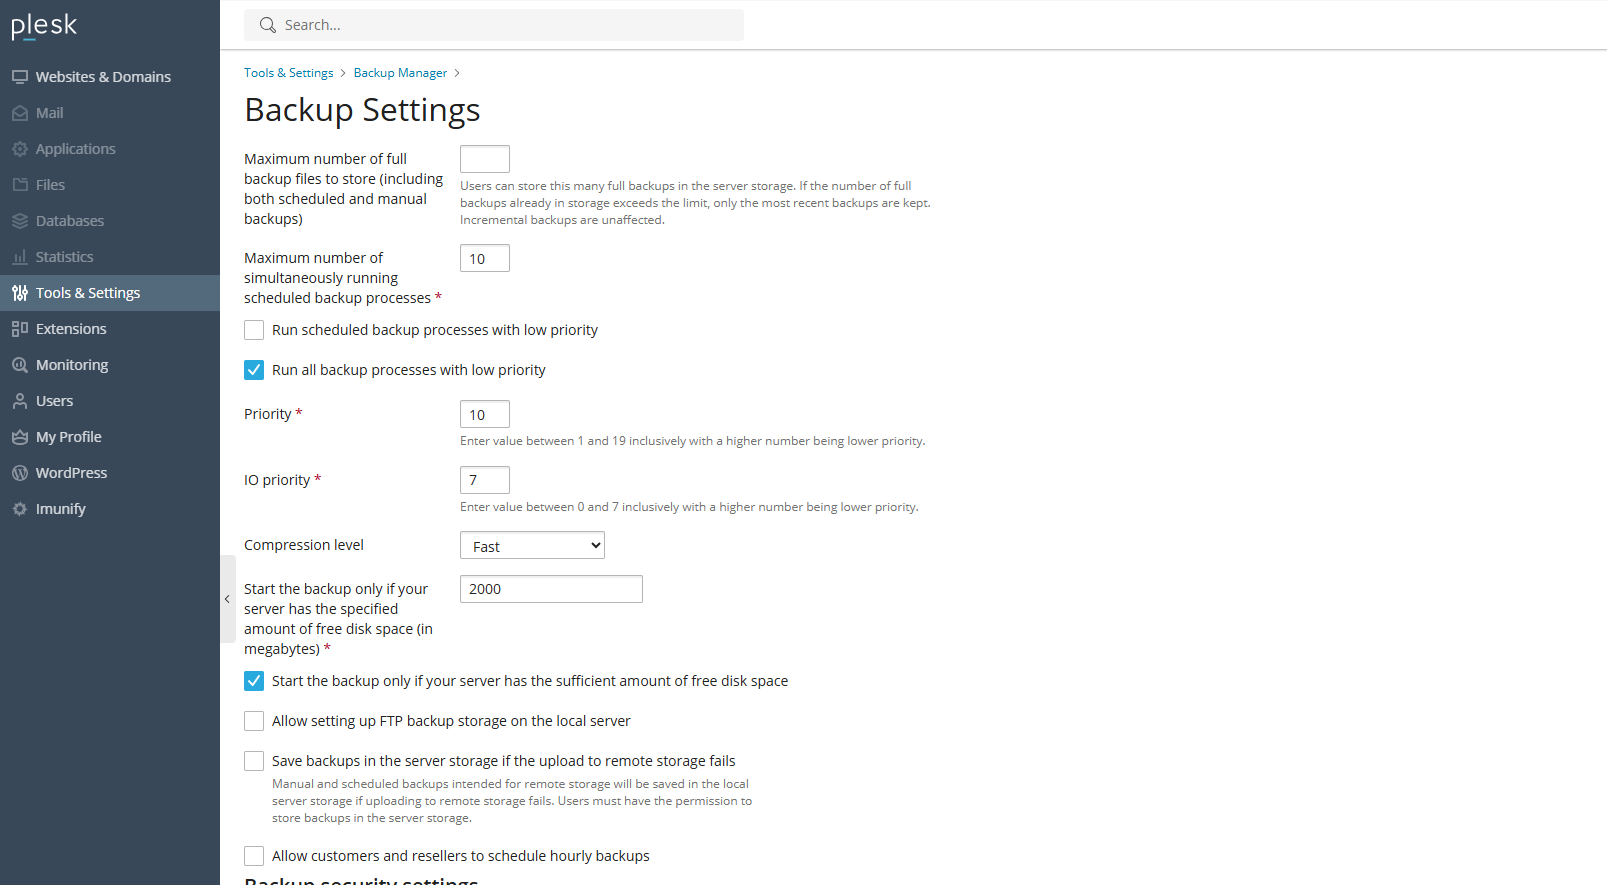 plesk
Search...
Websites & Domains
Mail
Applications
Files
Databases
Statistics
Tools & Settings
Extensions
Monitoring
Users
My Profile
WordPress
Imunify
Tools & Settings > Backup Manager >
Backup Settings
Maximum number of full
backup files to store (including
both scheduled and manual
backups)
Users can store this many full backups in the server storage. If the number of full
backups already in storage exceeds the limit, only the most recent backups are kept.
Incremental backups are unaffected.
Maximum number of
simultaneously running
scheduled backup processes *
10
Run scheduled backup processes with low priority
Run all backup processes with low priority
Priority *
10
Enter value between 1 and 19 inclusively with a higher number being lower priority.
IO priority *
7
Enter value between 0 and 7 inclusively with a higher number being lower priority.
Compression level
Fast
Start the backup only if your
server has the specified
amount of free disk space (in
megabytes) *
2000
Start the backup only if your server has the sufficient amount of free disk space
Allow setting up FTP backup storage on the local server
Save backups in the server storage if the upload to remote storage fails
Manual and scheduled backups intended for remote storage will be saved in the local
server storage if uploading to remote storage fails. Users must have the permission to
store backups in the server storage.
Allow customers and resellers to schedule hourly backups
Backup security settings